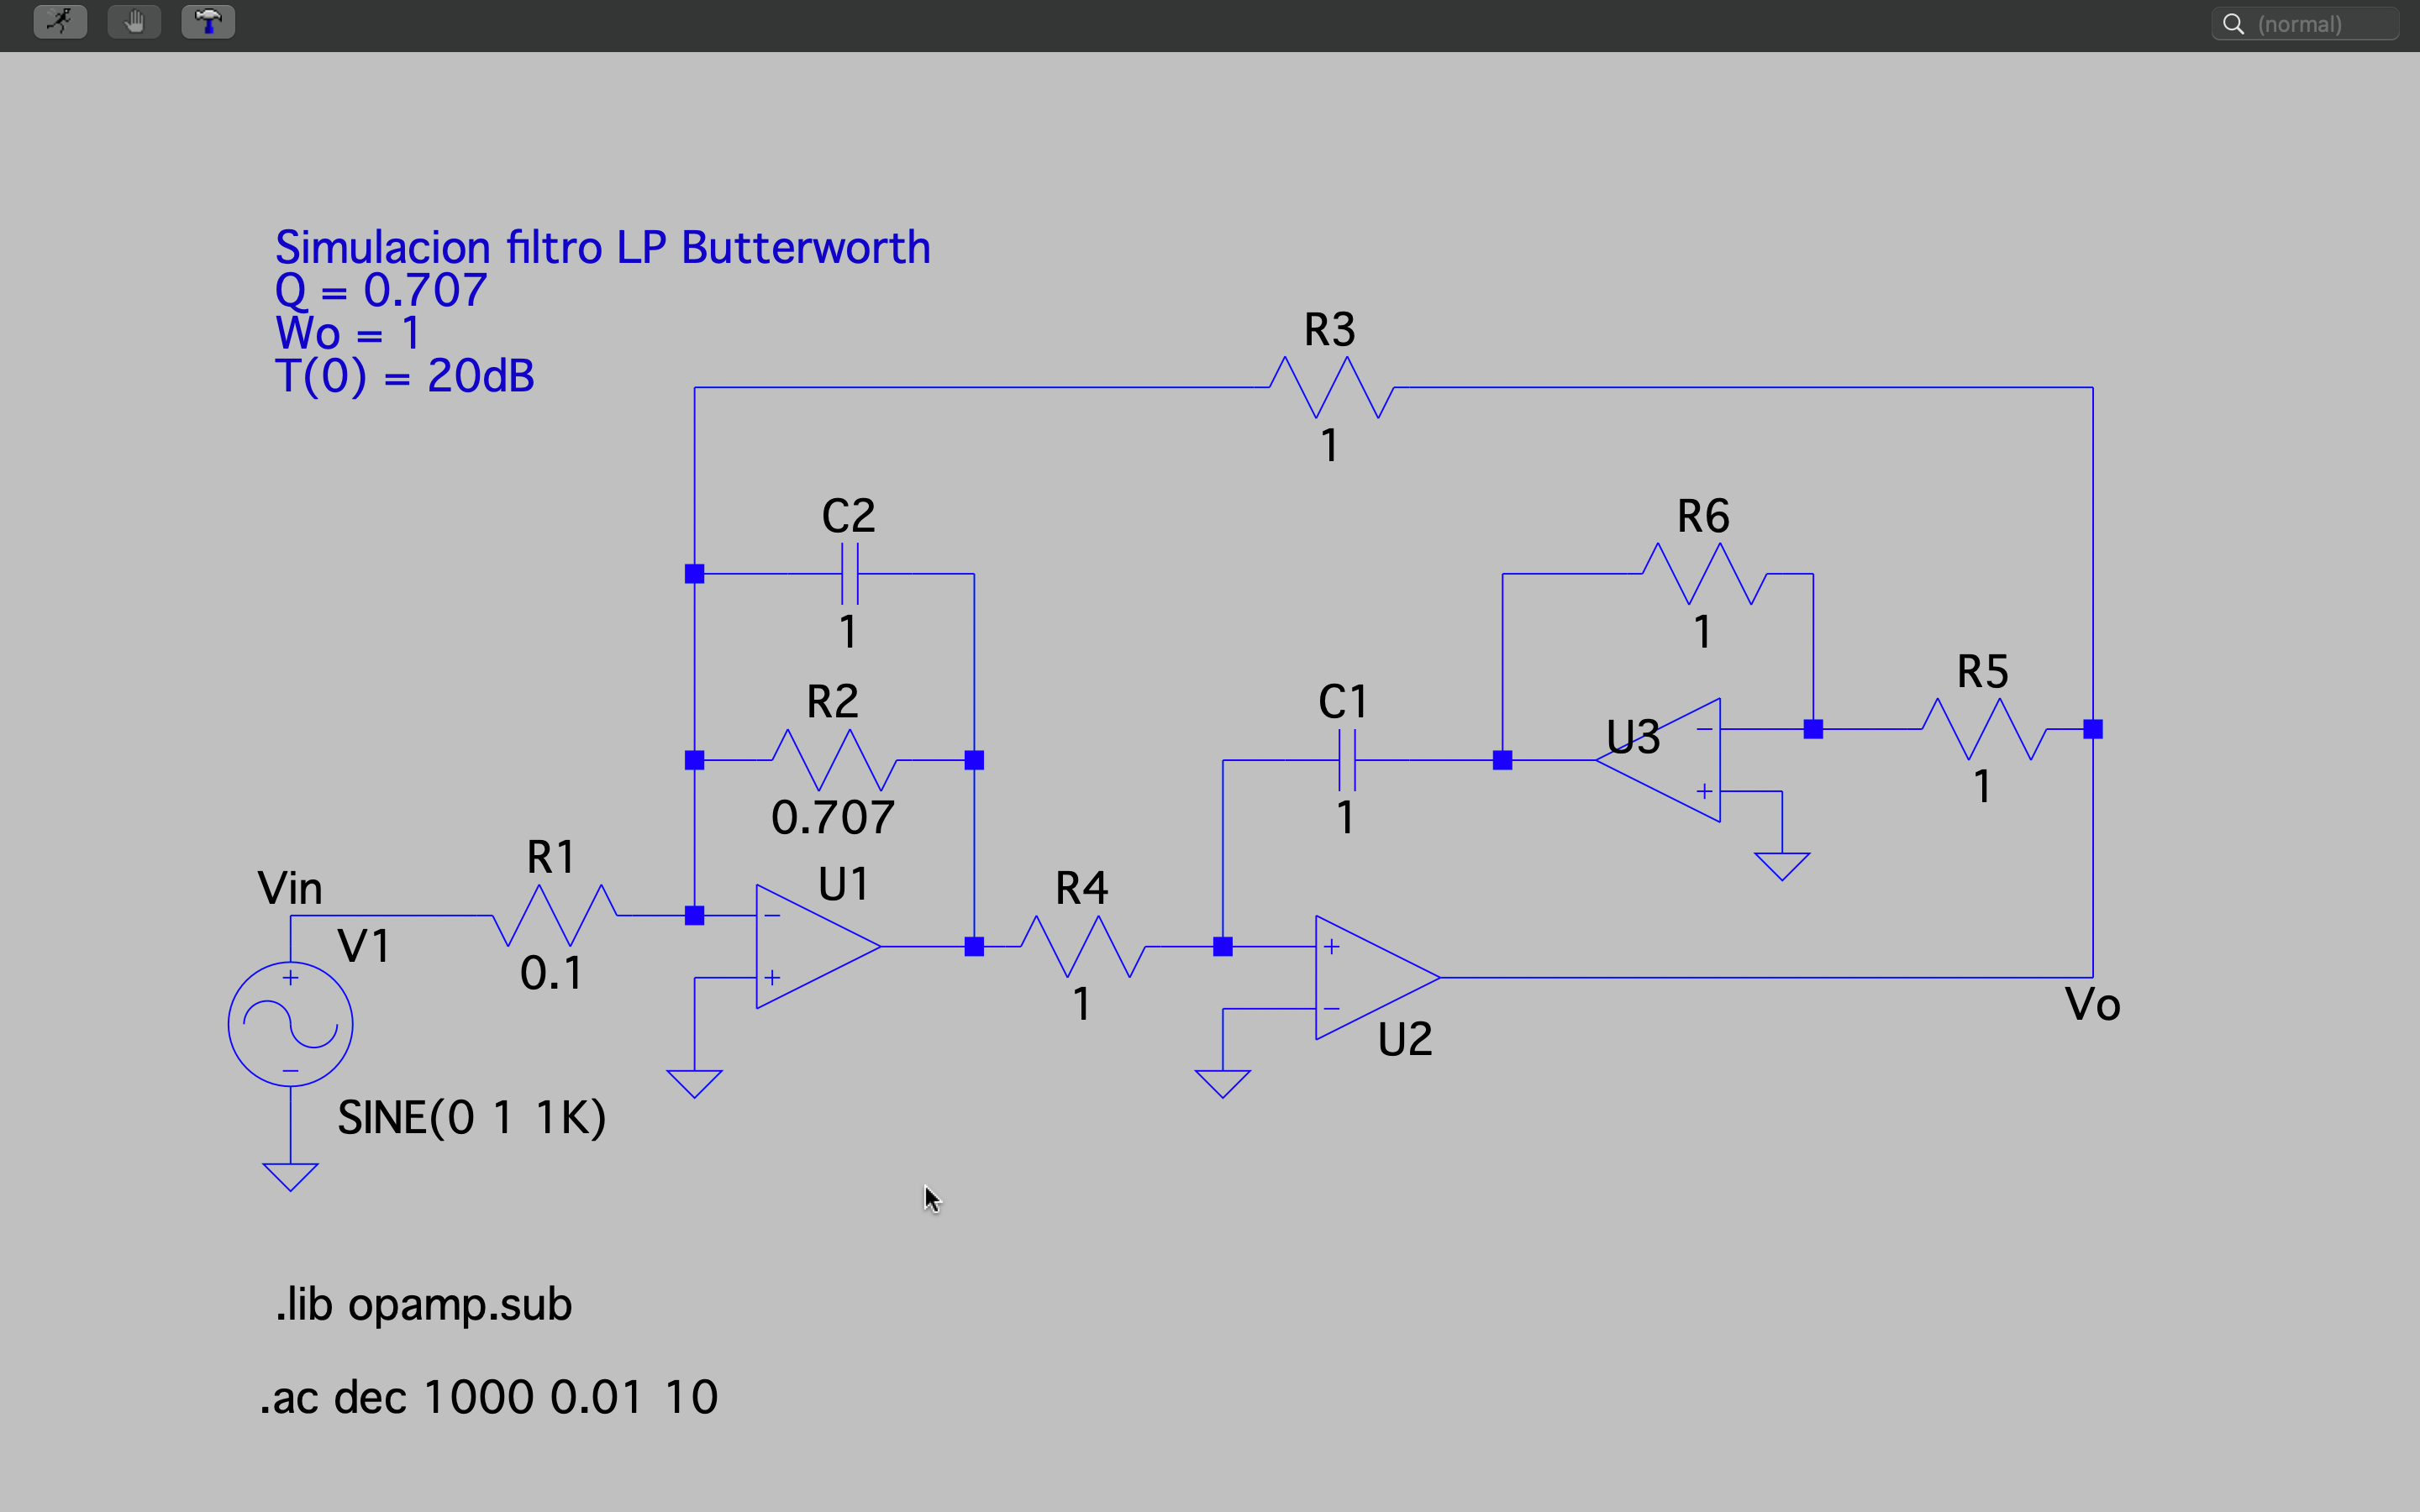 (normal)
Simulacion filtro LP Butterworth
Q = 0.707
Wo = 1
T(0) = 20dB
R3
1
C2
1
R6
1
R2
0.707
C1
1
U3
R5
1
Vin
V1
R1
0.1
U1
R4
1
U2
Vo
SINE(0 1 1K)
.lib opamp.sub
.ac dec 1000 0.01 10